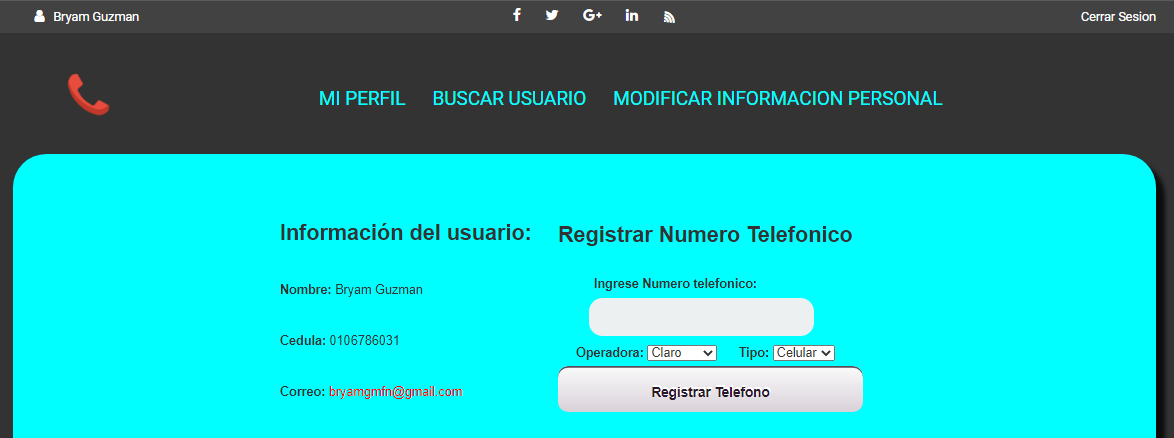 Bryam Guzman
Cerrar Sesion
MI PERFIL BUSCAR USUARIO MODIFICAR INFORMACION PERSONAL
Información del usuario:
Nombre: Bryam Guzman
Cedula: 0106786031
Correo: bryamgmfn@gmail.com
Registrar Numero Telefonico
Ingrese Numero telefonico:
Operadora: Claro Tipo: Celular
Registrar Telefono